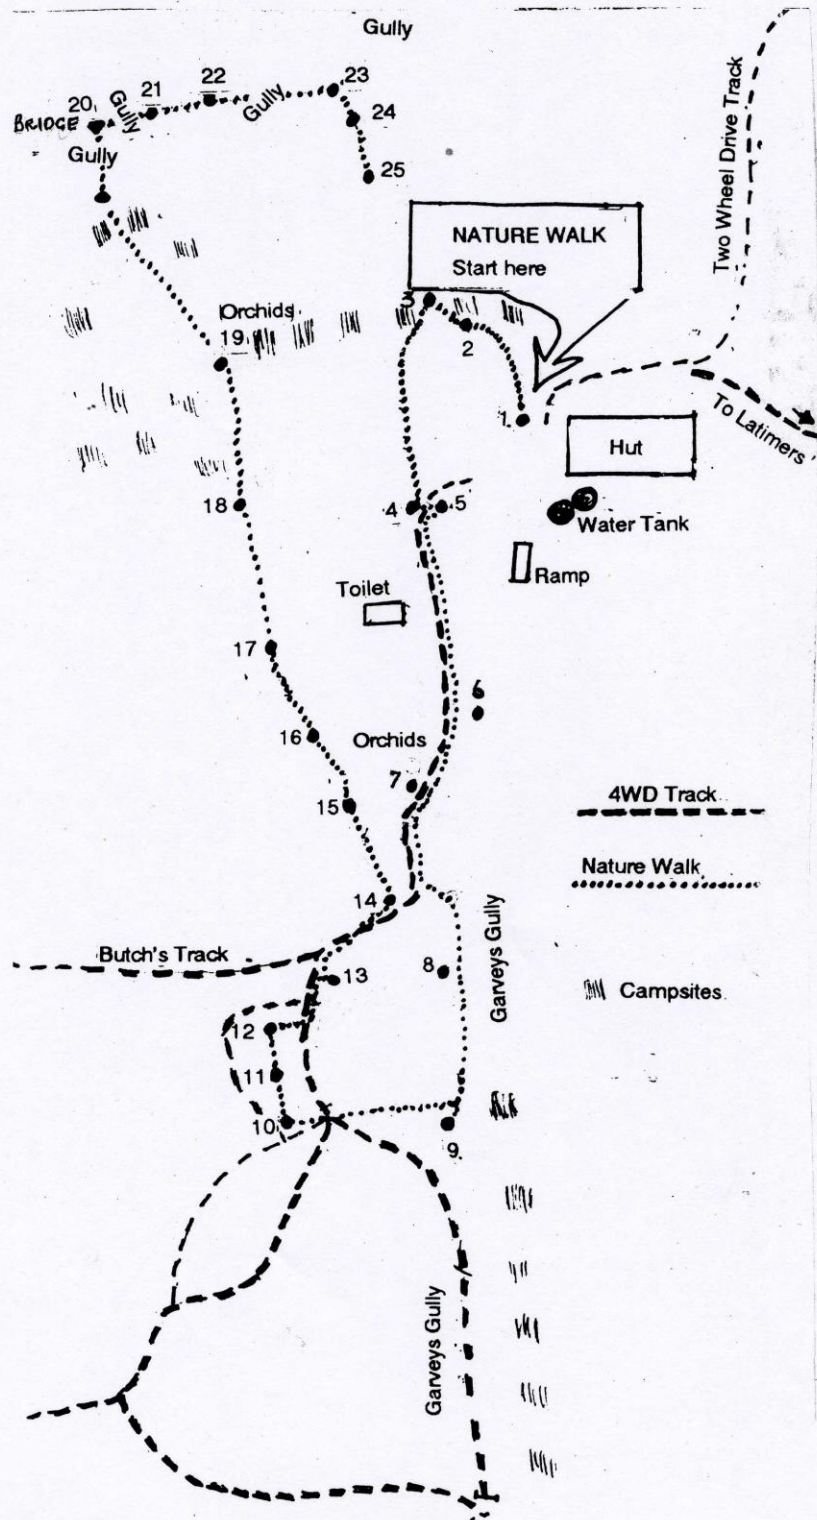 Gully
23
22
21
Gully
Gully
20
BRIDGE
24
Gully
25
Two Wheel Drive Track
NATURE WALK
Start here
3
Orchids
19
2
1
To Latimers
Hut
18
4
5
Water Tank
Toilet
Ramp
17
6
16
Orchids
7
15
4WD Track
Nature Walk
14
Garveys Gully
Butch's Track
13
8
Campsites
12
11
10
9
Garveys Gully